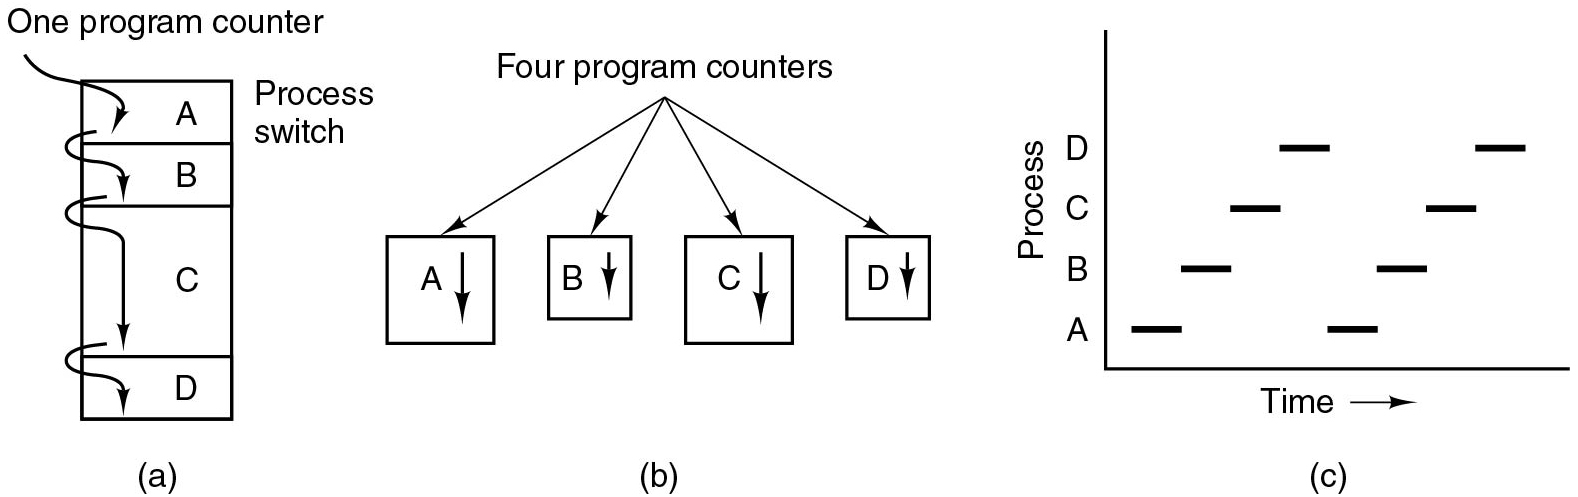 One program counter
Process
switch
A
B
C
D
(a)
Four program counters
A
B
C
D
(b)
Process
D
C
B
A
Time
(c)